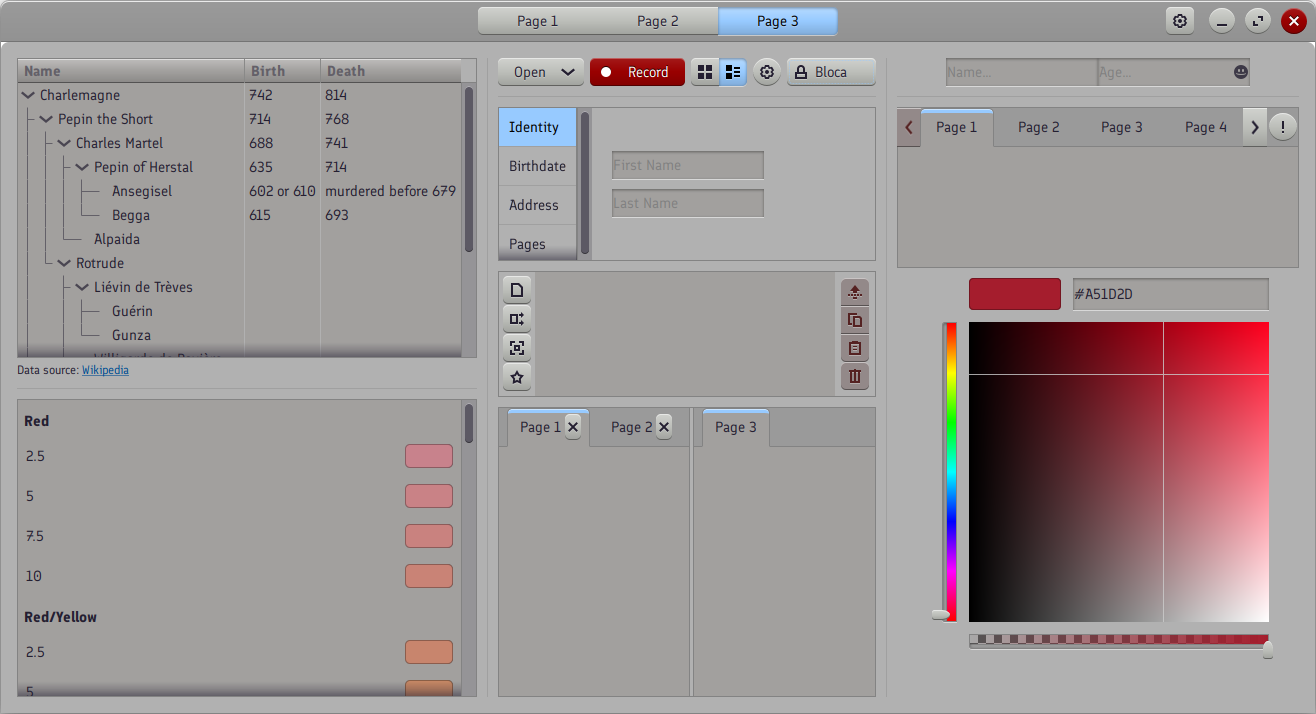 Page 1 Page 2 Page 3
Name Birth Death
Charlemagne 742 814
Pepin the Short 714 768
Charles Martel 688 741
Pepin of Herstal 635 714
Ansegisel 602 or 610 murdered before 679
Begga 615 693
Alpaida
Rotrude
Liévin de Trèves
Guérin
Gunza
Data source: Wikipedia
Red
2.5
5
7.5
10
Red/Yellow
2.5
5
Open Record Bloca
Identity
Birthdate
Address
Pages
First Name
Last Name
Page 1 Page 2 Page 3
Name... Age...
Page 1 Page 2 Page 3 Page 4
#A51D2D